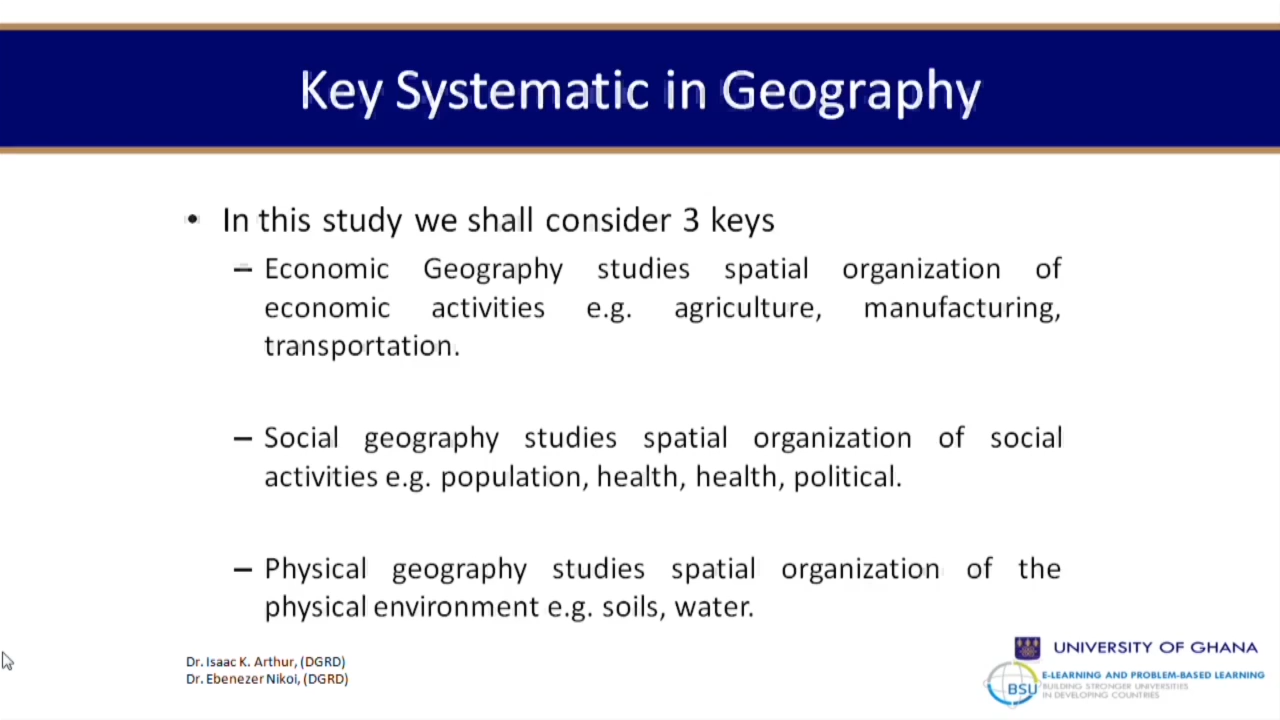 Key Systematic in Geography
• In this study we shall consider 3 keys
– Economic Geography studies spatial organization of
economic activities e.g. agriculture, manufacturing,
transportation.
– Social geography studies spatial organization of social
activities e.g. population, health, health, political.
– Physical geography studies spatial organization of the
physical environment e.g. soils, water.
Dr. Isaac K. Arthur, (DGRD)
Dr. Ebenezer Nikoi, (DGRD)
UNIVERSITY OF GHANA
BSU
E-LEARNING AND PROBLEM-BASED LEARNING
BUILDING STRONGER UNIVERSITIES
IN DEVELOPING COUNTRIES